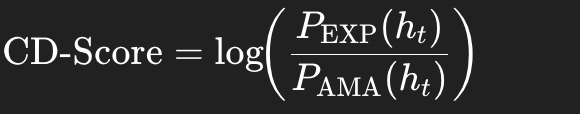 CD-Score = log(P_EXP(h_t) / P_AMA(h_t))